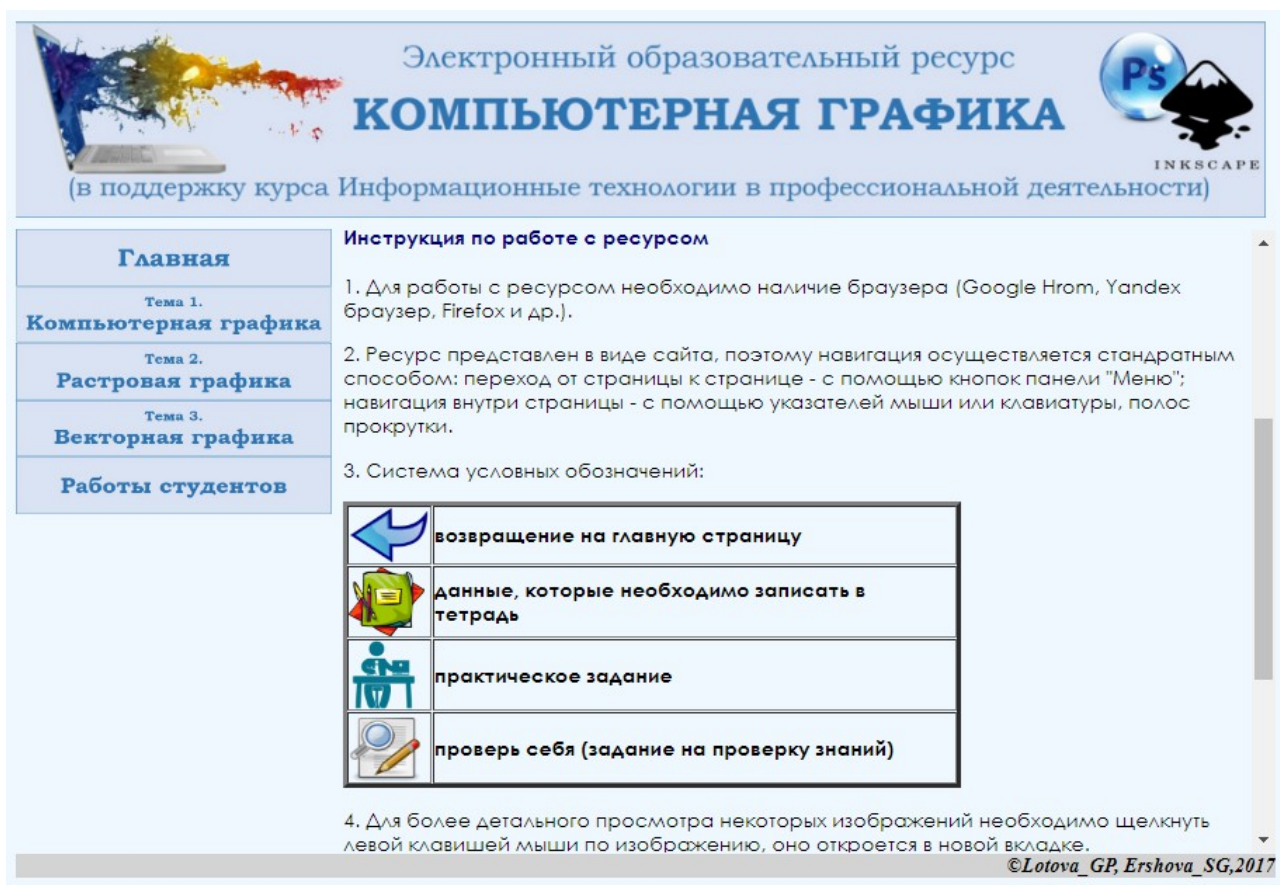 Электронный образовательный ресурс
КОМПЬЮТЕРНАЯ ГРАФИКА
(в поддержку курса Информационные технологии в профессиональной деятельности)
Ps
INKSCAPE
Главная
Тема 1.
Компьютерная графика
Тема 2.
Растровая графика
Тема 3.
Векторная графика
Работы студентов
Инструкция по работе с ресурсом
1. Для работы с ресурсом необходимо наличие браузера (Google Hrom, Yandex
браузер, Firefox и др.).
2. Ресурс представлен в виде сайта, поэтому навигация осуществляется стандратным
способом: переход от страницы к странице - с помощью кнопок панели "Меню";
навигация внутри страницы - с помощью указателей мыши или клавиатуры, полос
прокрутки.
3. Система условных обозначений:
возвращение на главную страницу
данные, которые необходимо записать в
тетрадь
практическое задание
проверь себя (задание на проверку знаний)
4. Для более детального просмотра некоторых изображений необходимо щелкнуть
левой клавишей мыши по изображению, оно откроется в новой вкладке.
©Lotova_GP, Ershova_SG,2017